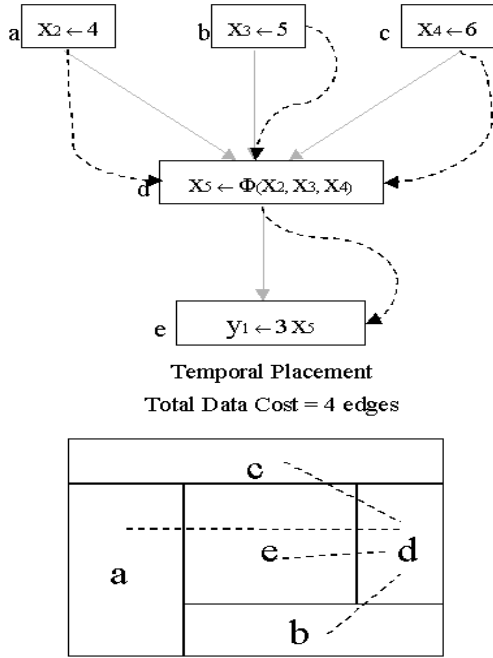 a x₂ ← 4 b x₃ ← 5 c x₄ ← 6
d x₅ ← Φ(x₂, x₃, x₄)
e y₁ ← 3 x₅
Temporal Placement
Total Data Cost = 4 edges
c
a e d
b